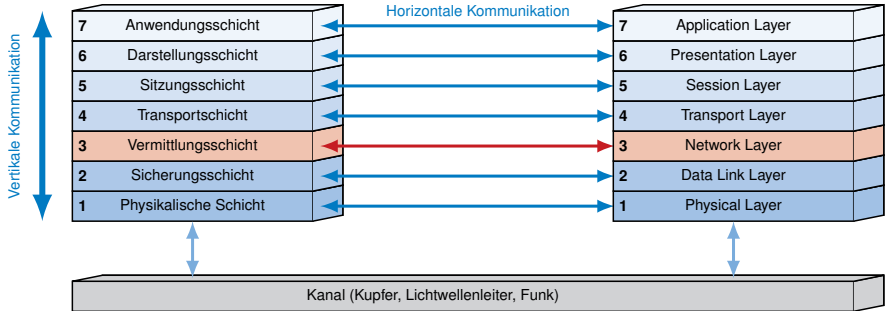 Horizontale Kommunikation
Vertikale Kommunikation
7 Anwendungsschicht
6 Darstellungsschicht
5 Sitzungsschicht
4 Transportschicht
3 Vermittlungsschicht
2 Sicherungsschicht
1 Physikalische Schicht
7 Application Layer
6 Presentation Layer
5 Session Layer
4 Transport Layer
3 Network Layer
2 Data Link Layer
1 Physical Layer
Kanal (Kupfer, Lichtwellenleiter, Funk)